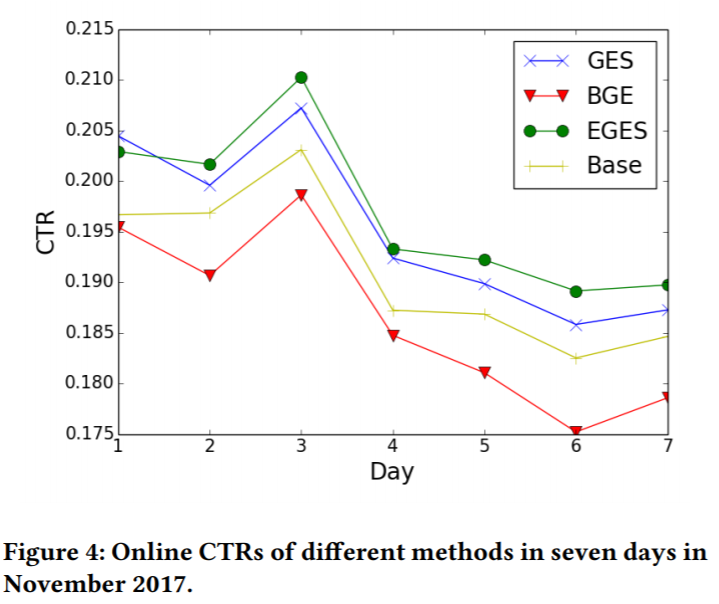 0.215
0.210
0.205
0.200
0.195
0.190
0.185
0.180
0.175
CTR
GES
BGE
EGES
Base
1 2 3 4 5 6 7
Day
Figure 4: Online CTRs of different methods in seven days in
November 2017.